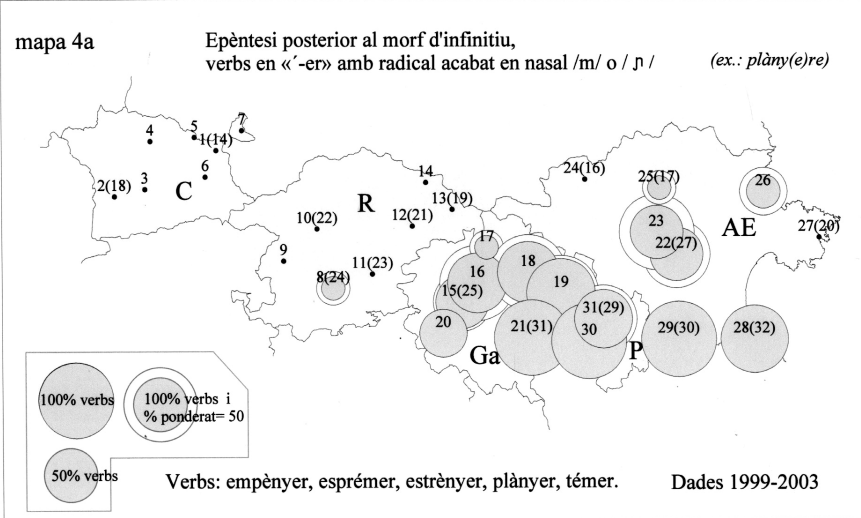 mapa 4a
Epèntesi posterior al morf d'infinitiu,
verbs en «´-er» amb radical acabat en nasal /m/ o / ɲ /
(ex.: plàny(e)re)
7
5
4
1(14)
6
2(18)
3
C
14
24(16)
25(17)
26
R
13(19)
10(22)
12(21)
23
AE
27(20)
17
22(27)
9
11(23)
18
8(24)
16
19
15(25)
31(29)
20
21(31)
30
29(30)
28(32)
Ga
P
100% verbs
100% verbs i
% ponderat= 50
50% verbs
Verbs: empènyer, esprémer, estrènyer, plànyer, témer.
Dades 1999-2003